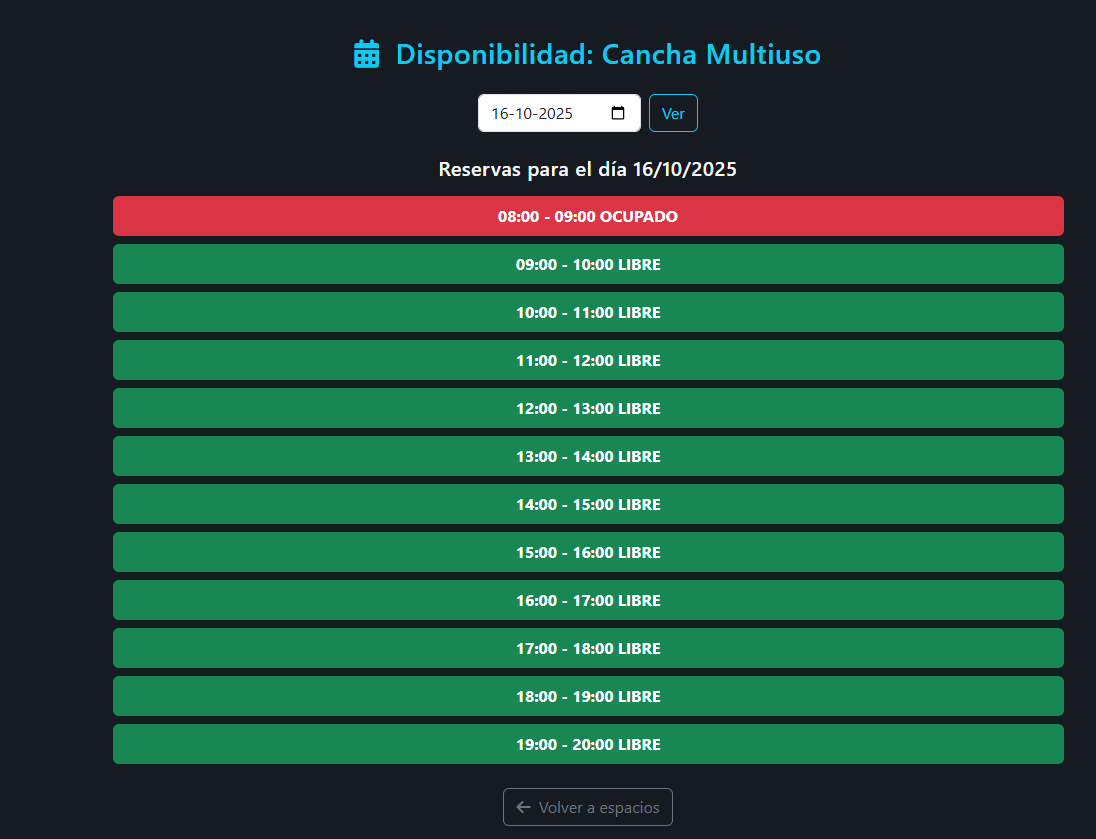 Disponibilidad: Cancha Multiuso
16-10-2025 Ver
Reservas para el día 16/10/2025
08:00 - 09:00 OCUPADO
09:00 - 10:00 LIBRE
10:00 - 11:00 LIBRE
11:00 - 12:00 LIBRE
12:00 - 13:00 LIBRE
13:00 - 14:00 LIBRE
14:00 - 15:00 LIBRE
15:00 - 16:00 LIBRE
16:00 - 17:00 LIBRE
17:00 - 18:00 LIBRE
18:00 - 19:00 LIBRE
19:00 - 20:00 LIBRE
Volver a espacios